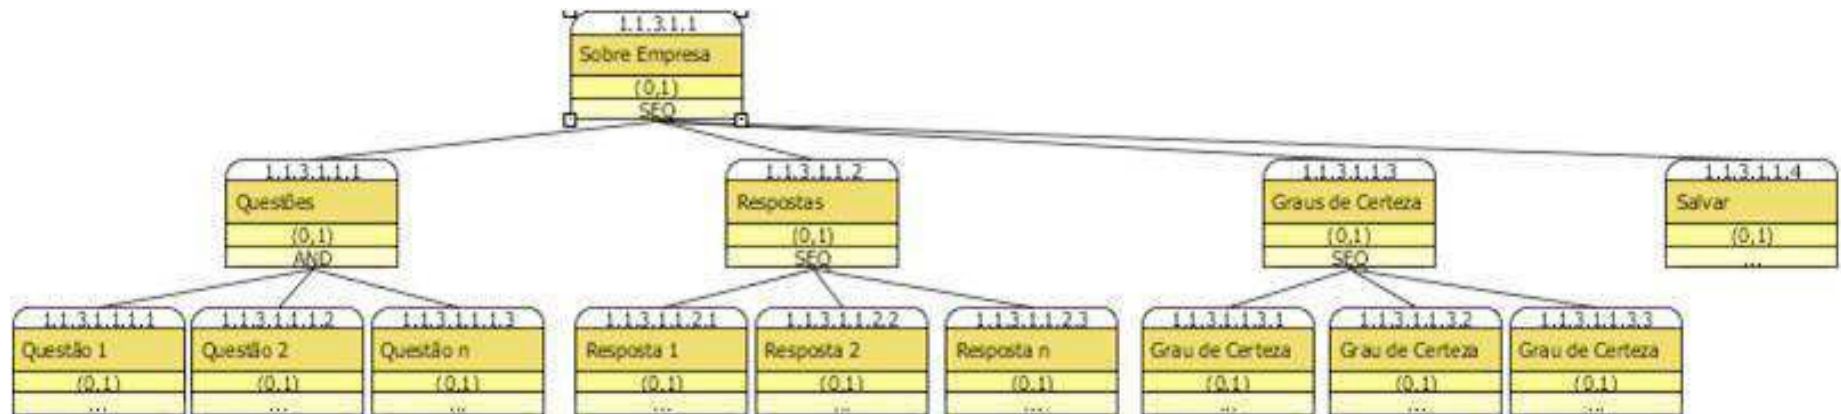 1.1.3.1.1
Sobre Empresa
(0,1)
SEQ
1.1.3.1.1.1
Questões
(0,1)
AND
1.1.3.1.1.2
Respostas
(0,1)
SEQ
1.1.3.1.1.3
Graus de Certeza
(0,1)
SEQ
1.1.3.1.1.4
Salvar
(0,1)
...
1.1.3.1.1.1.1
Questão 1
(0,1)
...
1.1.3.1.1.1.2
Questão 2
(0,1)
...
1.1.3.1.1.1.3
Questão n
(0,1)
...
1.1.3.1.1.2.1
Resposta 1
(0,1)
...
1.1.3.1.1.2.2
Resposta 2
(0,1)
...
1.1.3.1.1.2.3
Resposta n
(0,1)
...
1.1.3.1.1.3.1
Grau de Certeza
(0,1)
...
1.1.3.1.1.3.2
Grau de Certeza
(0,1)
...
1.1.3.1.1.3.3
Grau de Certeza
(0,1)
...